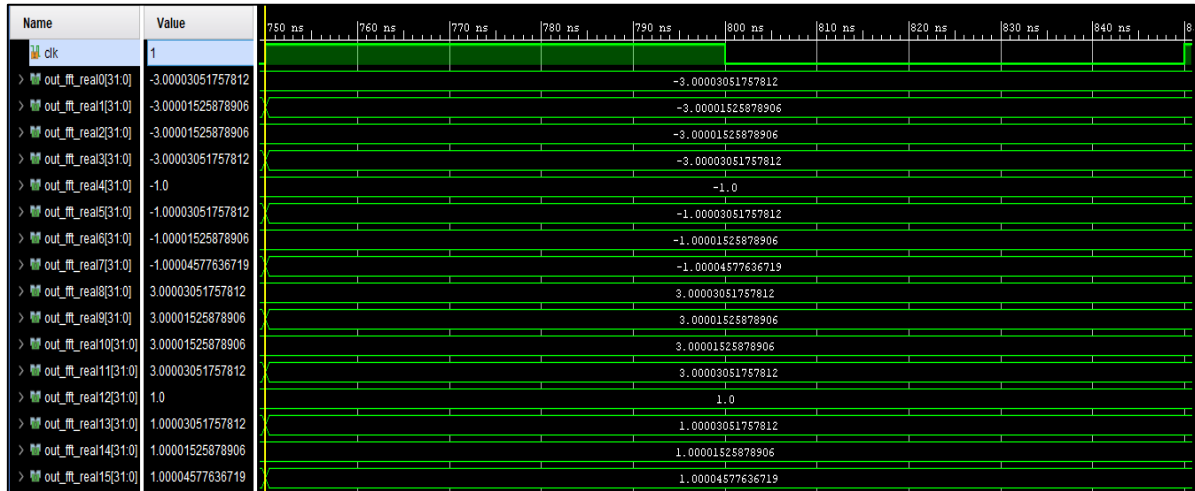 Name Value 750 ns 760 ns 770 ns 780 ns 790 ns 800 ns 810 ns 820 ns 830 ns 840 ns 8
clk 1
out_fft_real0[31:0] -3.00003051757812 -3.00003051757812
out_fft_real1[31:0] -3.00001525878906 -3.00001525878906
out_fft_real2[31:0] -3.00001525878906 -3.00001525878906
out_fft_real3[31:0] -3.00003051757812 -3.00003051757812
out_fft_real4[31:0] -1.0 -1.0
out_fft_real5[31:0] -1.00003051757812 -1.00003051757812
out_fft_real6[31:0] -1.00001525878906 -1.00001525878906
out_fft_real7[31:0] -1.00004577636719 -1.00004577636719
out_fft_real8[31:0] 3.00003051757812 3.00003051757812
out_fft_real9[31:0] 3.00001525878906 3.00001525878906
out_fft_real10[31:0] 3.00001525878906 3.00001525878906
out_fft_real11[31:0] 3.00003051757812 3.00003051757812
out_fft_real12[31:0] 1.0 1.0
out_fft_real13[31:0] 1.00003051757812 1.00003051757812
out_fft_real14[31:0] 1.00001525878906 1.00001525878906
out_fft_real15[31:0] 1.00004577636719 1.00004577636719